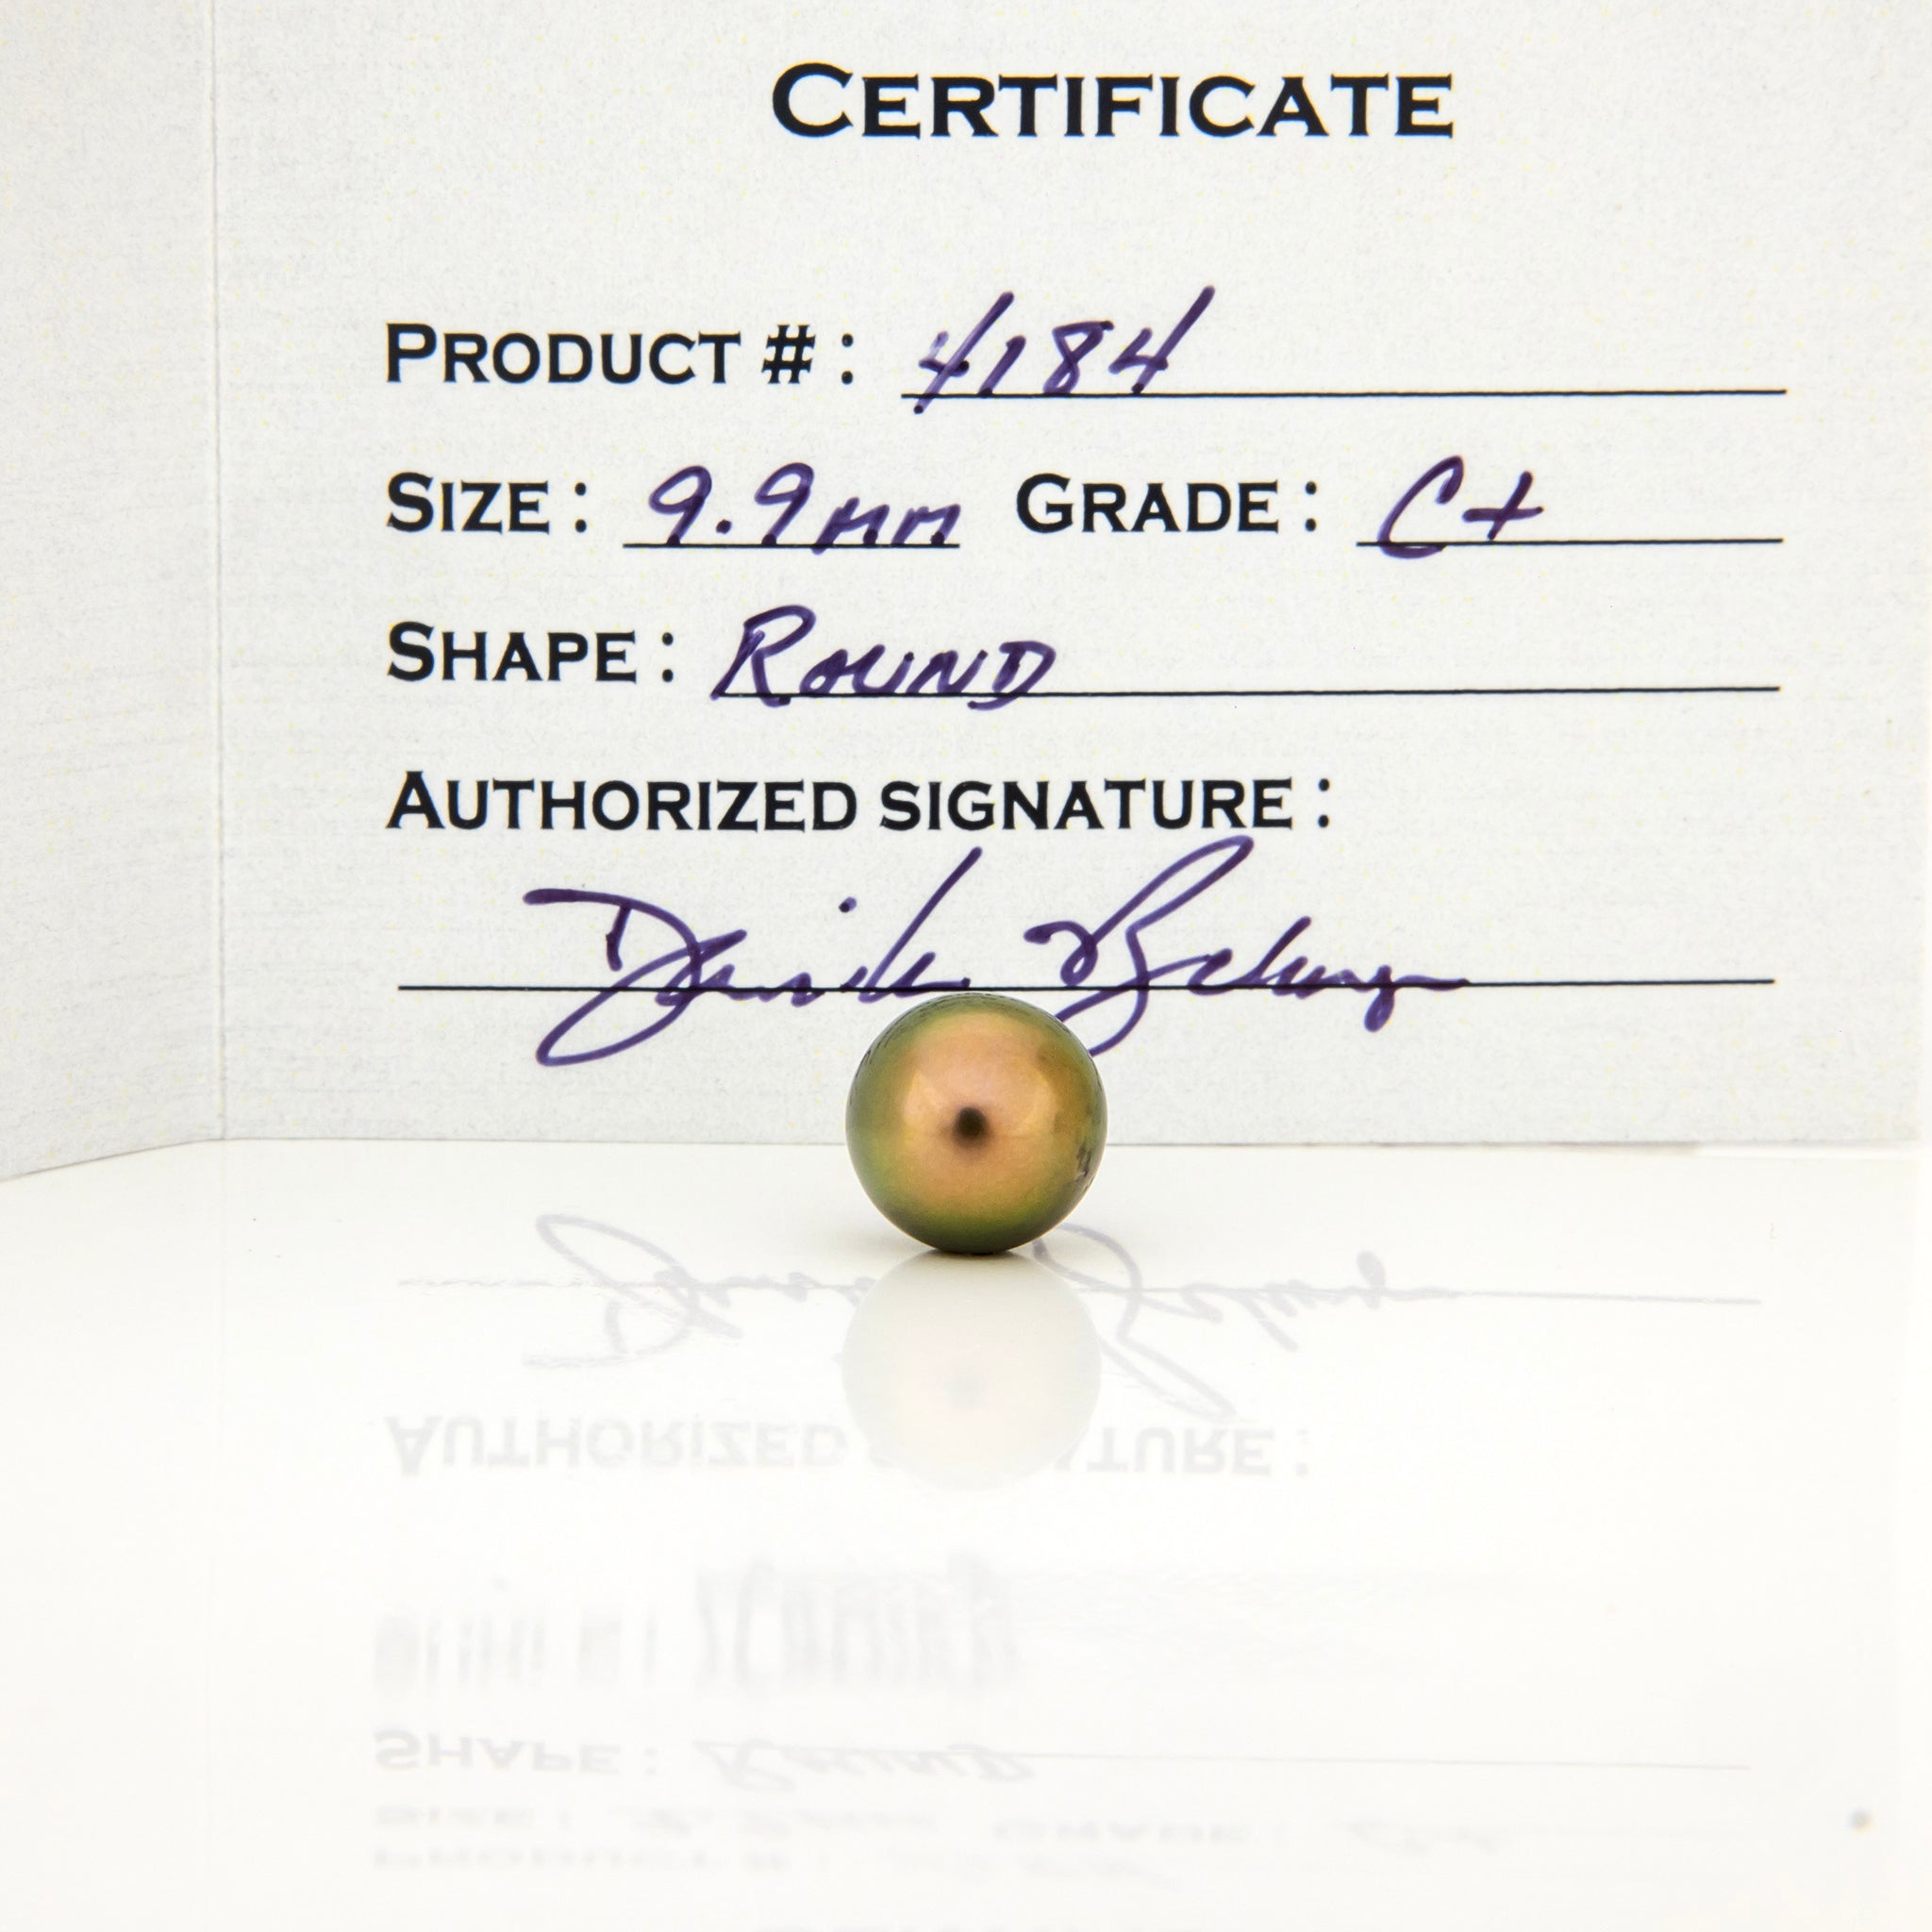 CERTIFICATE
PRODUCT #: 4184
SIZE: 9.9mm GRADE: C+
SHAPE: ROUND
AUTHORIZED SIGNATURE: